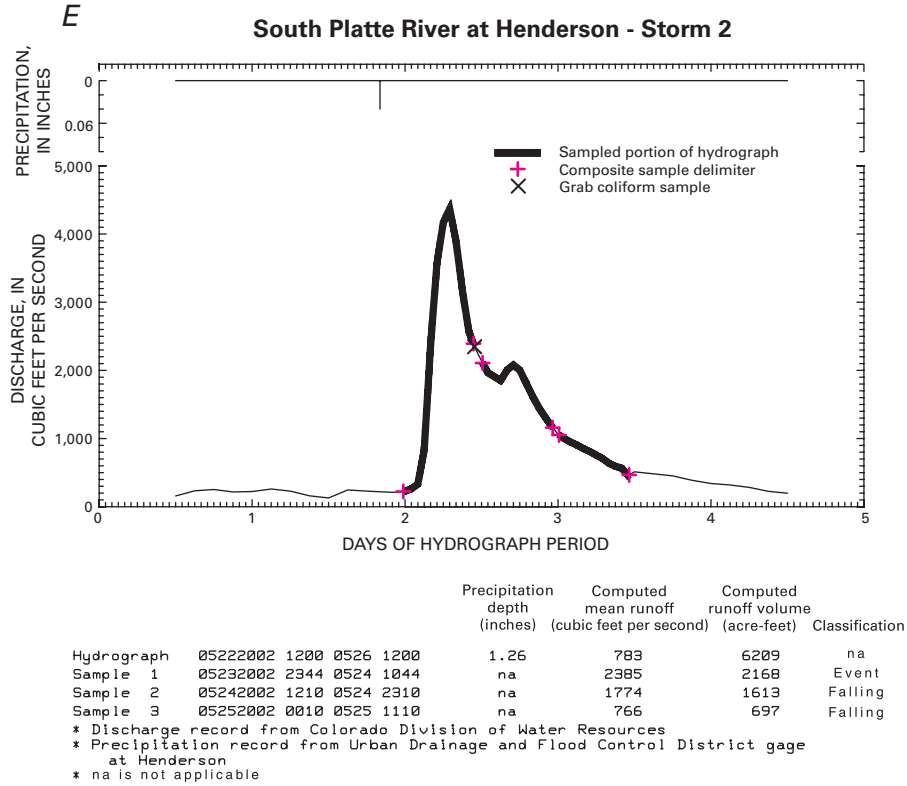 E
South Platte River at Henderson - Storm 2
PRECIPITATION,
IN INCHES
0
0.06
Sampled portion of hydrograph
Composite sample delimiter
Grab coliform sample
DISCHARGE, IN
CUBIC FEET PER SECOND
5,000
4,000
3,000
2,000
1,000
0
0 1 2 3 4 5
DAYS OF HYDROGRAPH PERIOD
Precipitation depth (inches) Computed mean runoff (cubic feet per second) Computed runoff volume (acre-feet) Classification
Hydrograph 05222002 1200 0526 1200 1.26 783 6209 na
Sample 1 05232002 2344 0524 1044 na 2385 2168 Event
Sample 2 05242002 1210 0524 2310 na 1774 1613 Falling
Sample 3 05252002 0010 0525 1110 na 766 697 Falling
* Discharge record from Colorado Division of Water Resources
* Precipitation record from Urban Drainage and Flood Control District gage
at Henderson
* na is not applicable